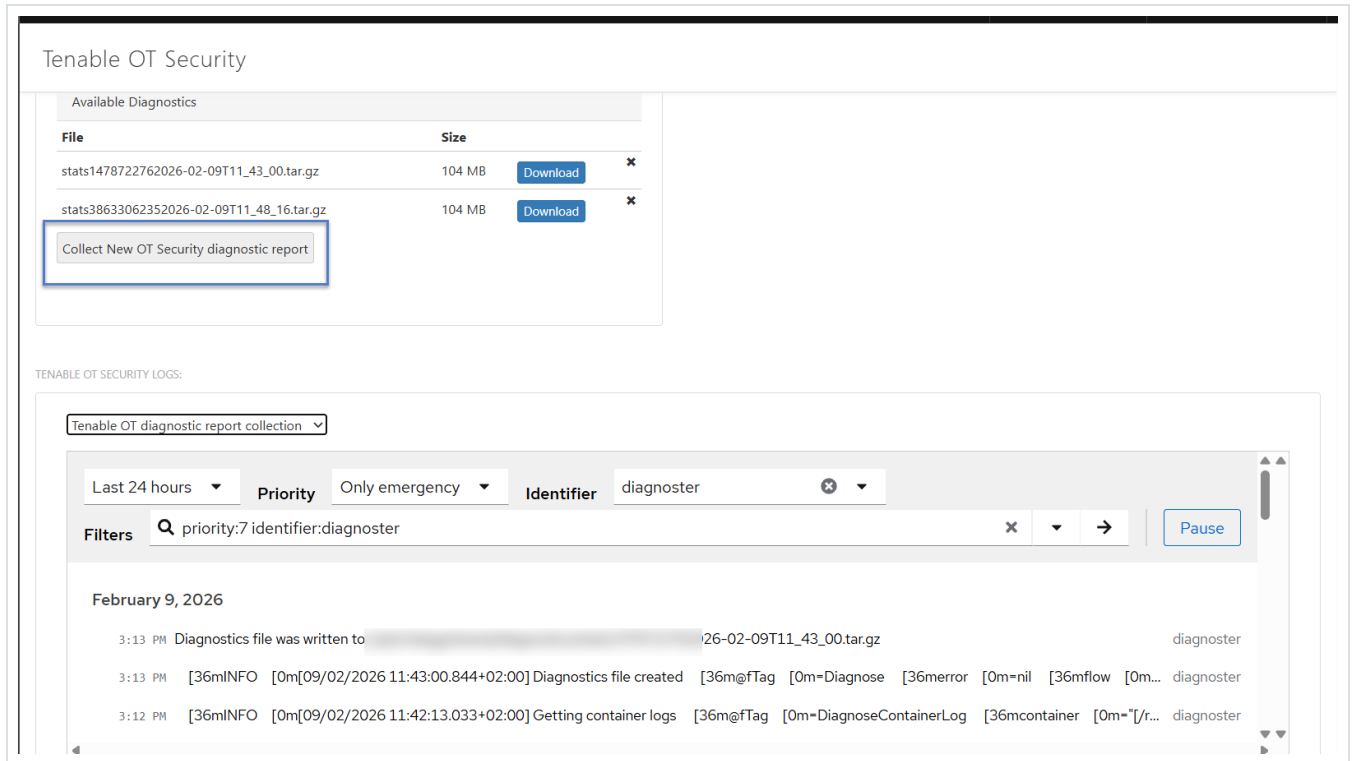 Tenable OT Security
Available Diagnostics
File Size
stats1478722762026-02-09T11_43_00.tar.gz 104 MB Download ✖
stats38633062352026-02-09T11_48_16.tar.gz 104 MB Download ✖
Collect New OT Security diagnostic report
TENABLE OT SECURITY LOGS:
Tenable OT diagnostic report collection
Last 24 hours Priority Only emergency Identifier diagnoster
Filters priority:7 identifier:diagnoster Pause
February 9, 2026
3:13 PM Diagnostics file was written to 26-02-09T11_43_00.tar.gz diagnoster
3:13 PM [36mINFO [0m[09/02/2026 11:43:00.844+02:00] Diagnostics file created [36m@fTag [0m=Diagnose [36merror [0m=nil [36mflow [0m... diagnoster
3:12 PM [36mINFO [0m[09/02/2026 11:42:13.033+02:00] Getting container logs [36m@fTag [0m=DiagnoseContainerLog [36mcontainer [0m="[/r... diagnoster